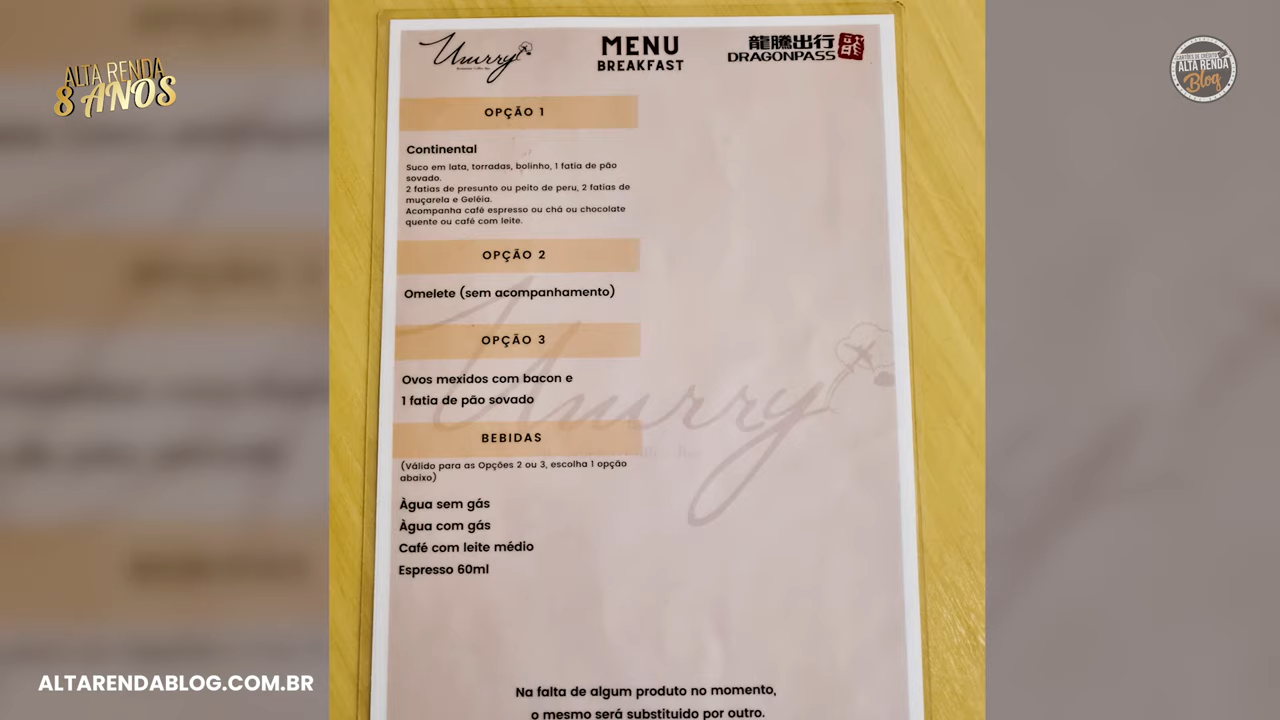 ALTA RENDA
8 ANOS
Unurry
MENU
BREAKFAST
龍騰出行
DRAGONPASS
CARTÕES DE CRÉDITO
ALTA RENDA
Blog
OPÇÃO 1
Continental
Suco em lata, torradas, bolinho, 1 fatia de pão
sovado.
2 fatias de presunto ou peito de peru, 2 fatias de
muçarela e Geléia.
Acompanha café espresso ou chá ou chocolate
quente ou café com leite.
OPÇÃO 2
Omelete (sem acompanhamento)
OPÇÃO 3
Ovos mexidos com bacon e
1 fatia de pão sovado
Unurry
BEBIDAS
(Válido para as Opções 2 ou 3, escolha 1 opção
abaixo)
Àgua sem gás
Àgua com gás
Café com leite médio
Espresso 60ml
Na falta de algum produto no momento,
o mesmo será substituido por outro.
ALTARENDABLOG.COM.BR